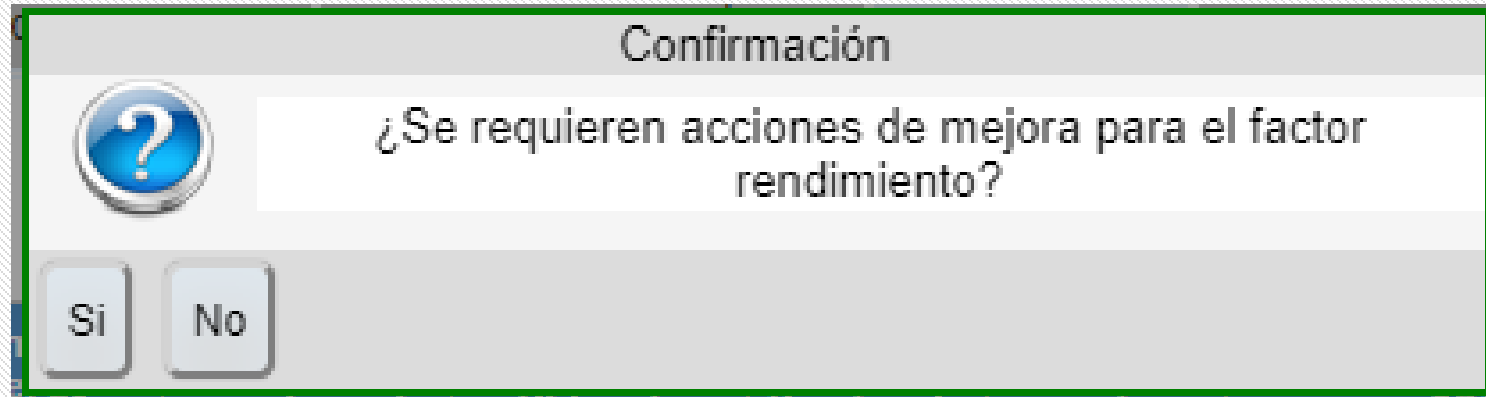 Confirmación
¿Se requieren acciones de mejora para el factor
rendimiento?
Si
No